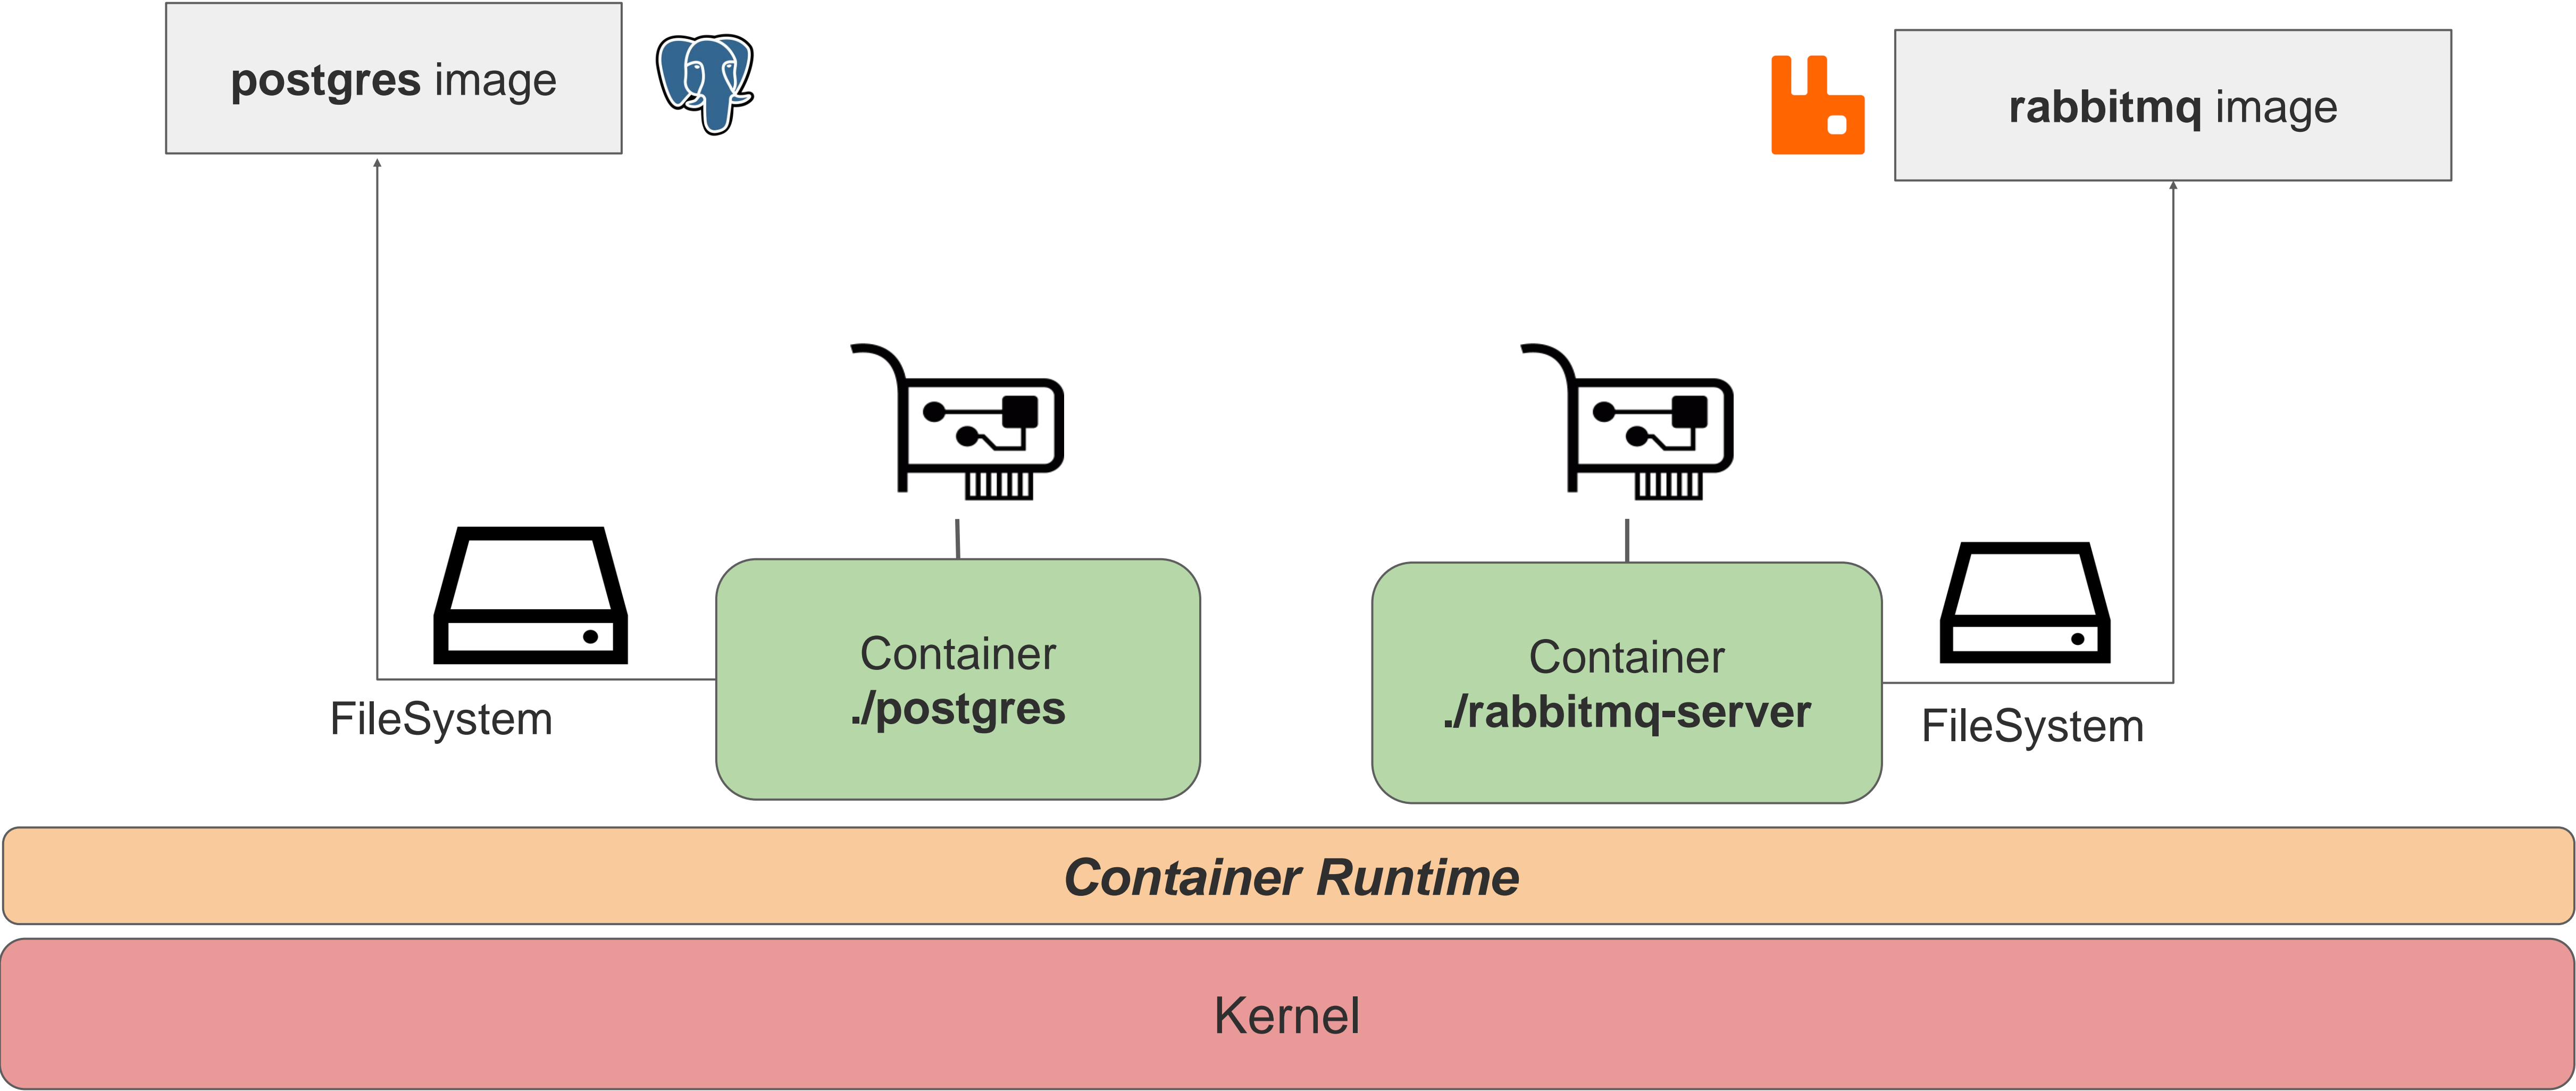 postgres image
rabbitmq image
Container
./postgres
Container
./rabbitmq-server
FileSystem
FileSystem
Container Runtime
Kernel